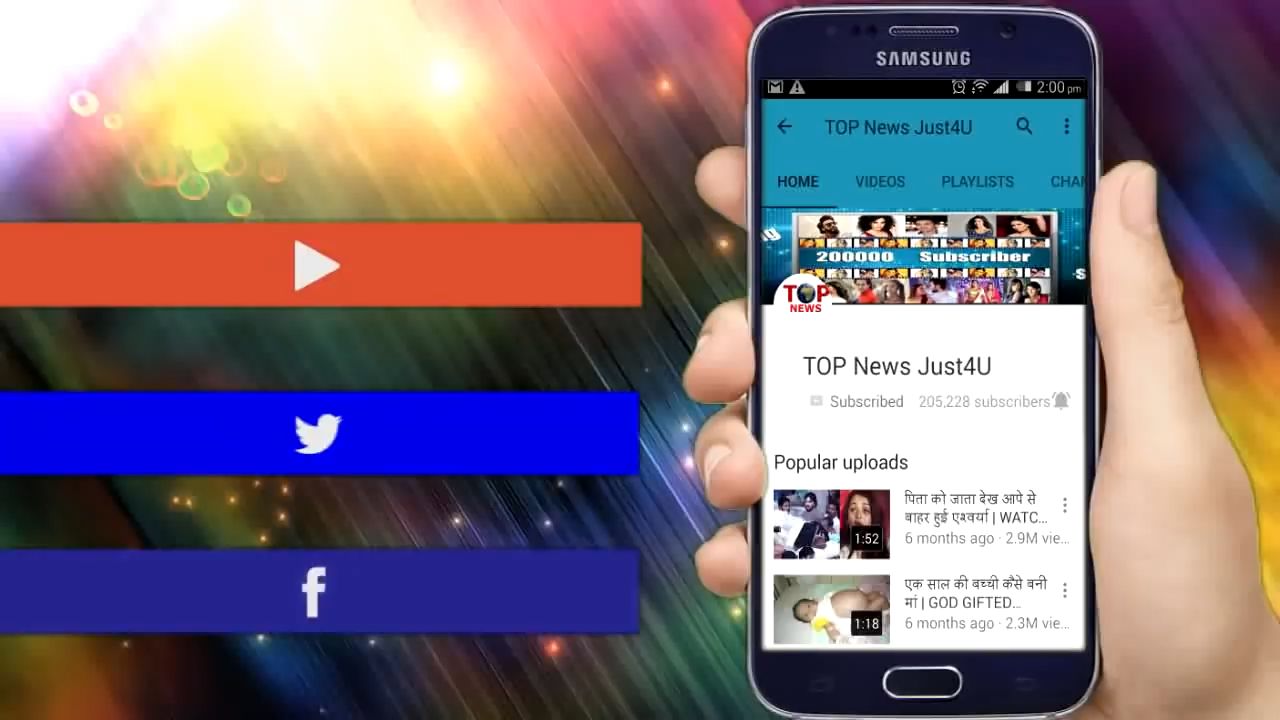 SAMSUNG
2:00 pm
TOP News Just4U
HOME VIDEOS PLAYLISTS CHAN
200000 Subscriber
TOP
NEWS
TOP News Just4U
Subscribed 205,228 subscribers
Popular uploads
पिता को जाता देख आपे से
बाहर हुई एश्वर्या | WATC...
6 months ago · 2.9M vie...
1:52
एक साल की बच्ची कैसे बनी
मां | GOD GIFTED...
6 months ago · 2.3M vie...
1:18